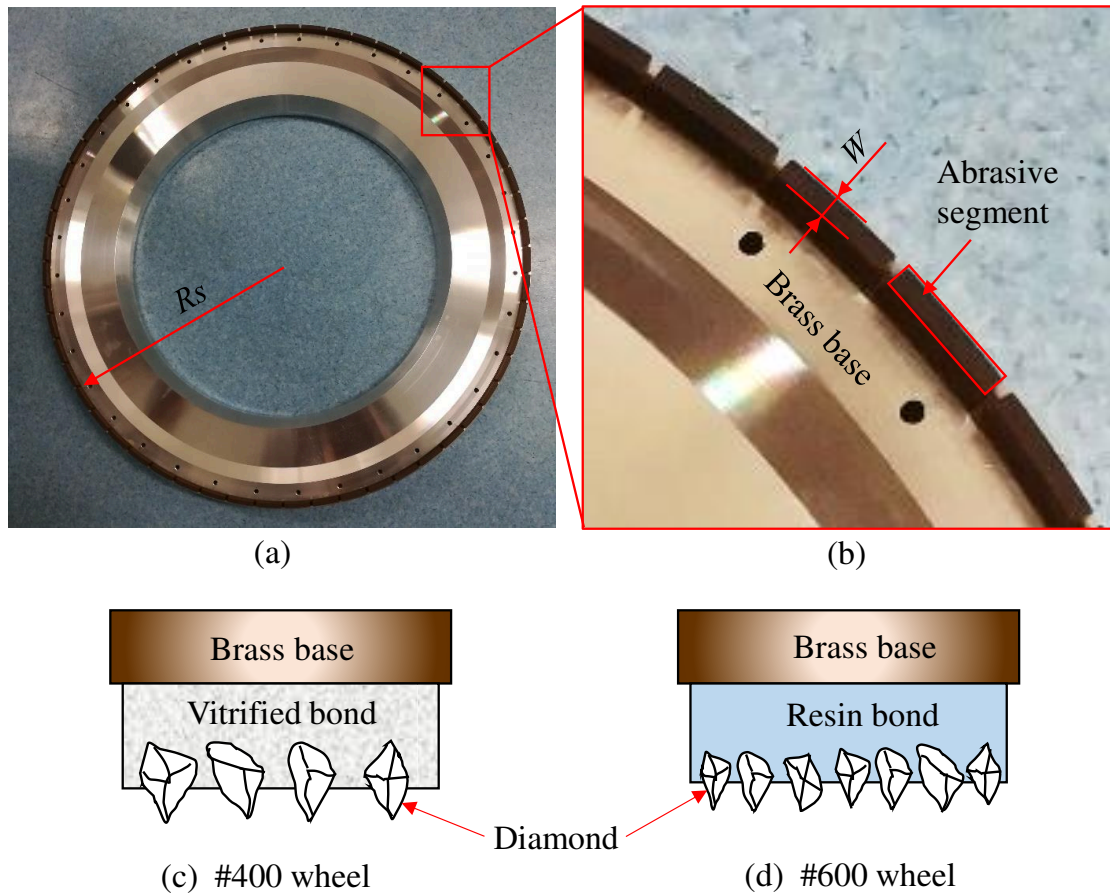 Rs
W
Abrasive
segment
Brass base
(a)
(b)
Brass base
Vitrified bond
Brass base
Resin bond
Diamond
(c) #400 wheel
(d) #600 wheel